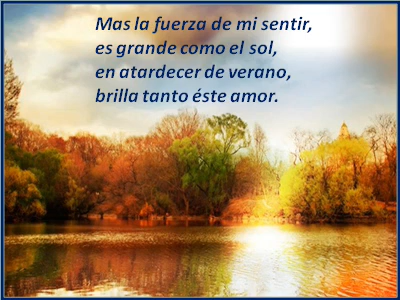 Mas la fuerza de mi sentir,
es grande como el sol,
en atardecer de verano,
brilla tanto éste amor.